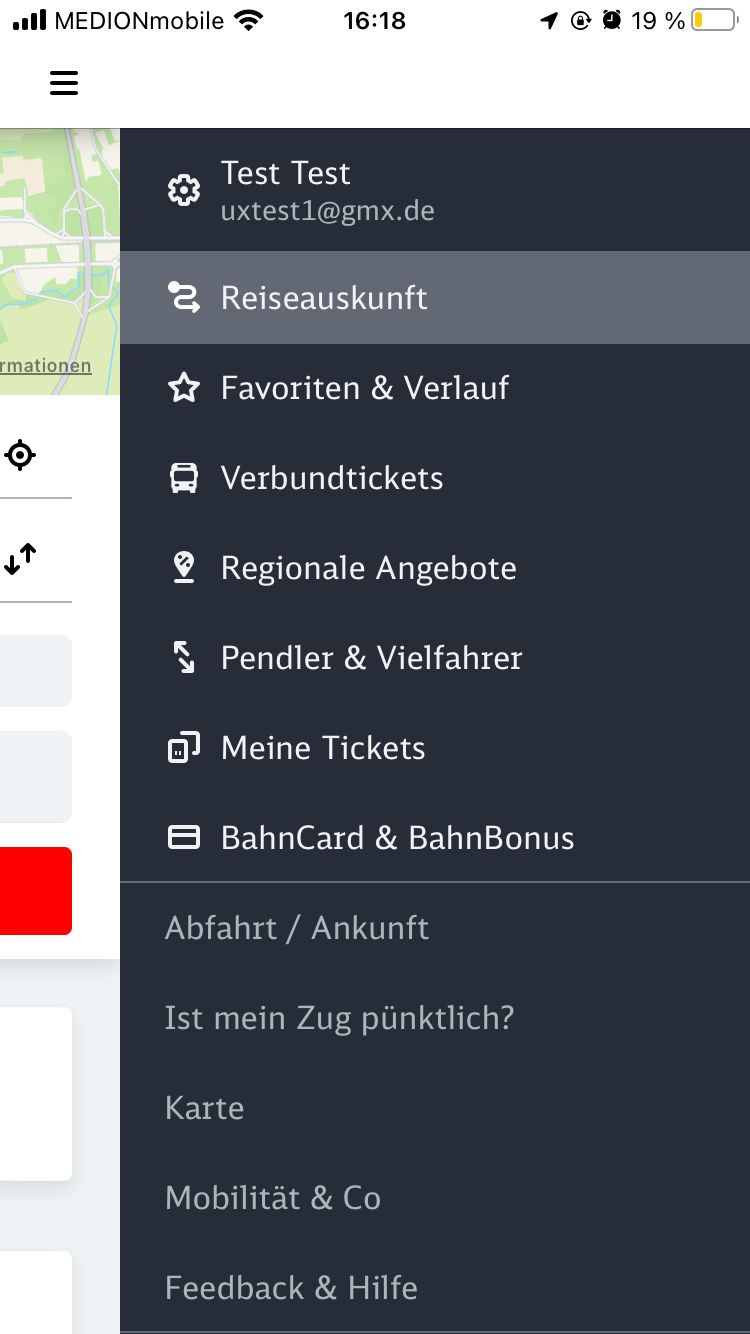 MEDIONmobile 16:18 19 %
Test Test
uxtest1@gmx.de
Reiseauskunft
rmationen
Favoriten & Verlauf
Verbundtickets
Regionale Angebote
Pendler & Vielfahrer
Meine Tickets
BahnCard & BahnBonus
Abfahrt / Ankunft
Ist mein Zug pünktlich?
Karte
Mobilität & Co
Feedback & Hilfe